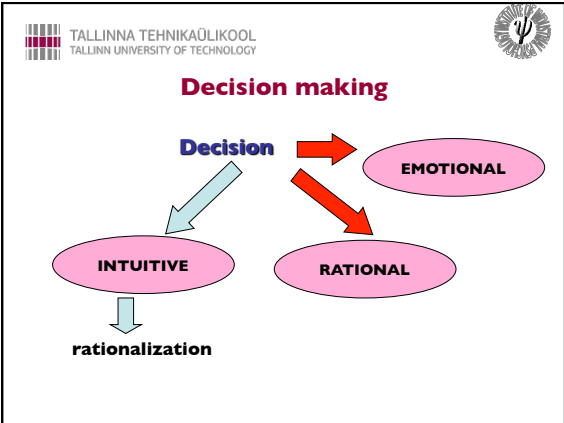 TALLINNA TEHNIKAÜLIKOOL
TALLINN UNIVERSITY OF TECHNOLOGY
Decision making
Decision
EMOTIONAL
INTUITIVE
RATIONAL
rationalization